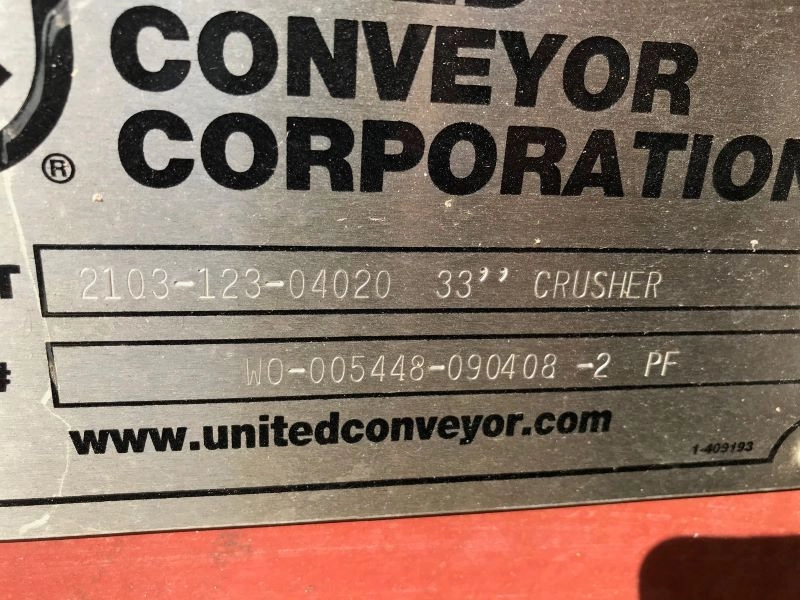 CONVEYOR
CORPORATION
®
T 2103-123-04020 33'' CRUSHER
# WO-005448-090408 -2 PF
www.unitedconveyor.com
1-409193